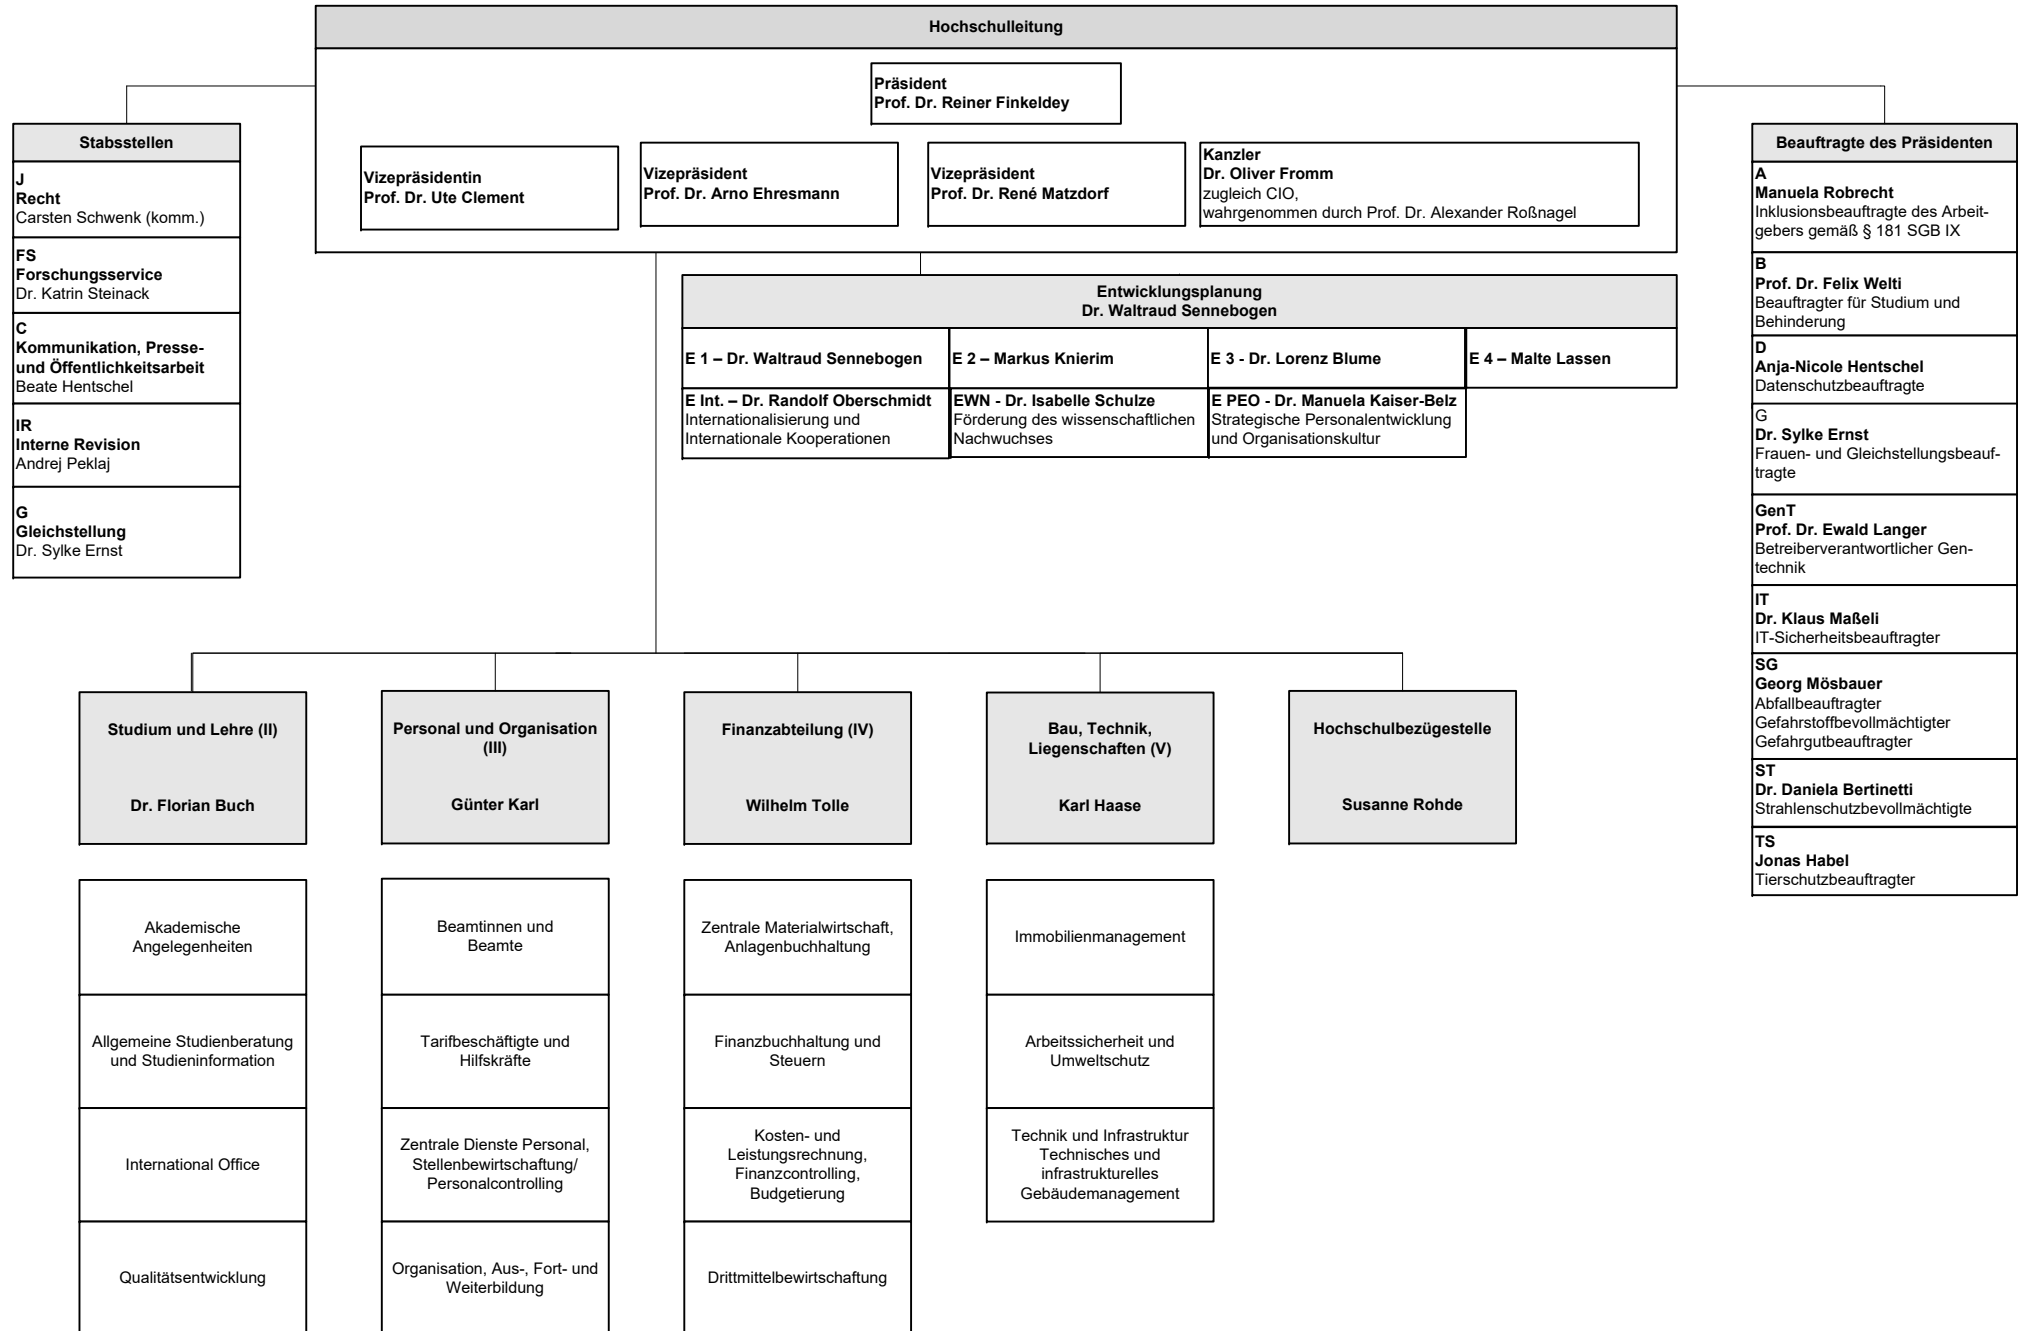 Hochschulleitung
Präsident
Prof. Dr. Reiner Finkeldey
Vizepräsidentin
Prof. Dr. Ute Clement
Vizepräsident
Prof. Dr. Arno Ehresmann
Vizepräsident
Prof. Dr. René Matzdorf
Kanzler
Dr. Oliver Fromm
zugleich CIO,
wahrgenommen durch Prof. Dr. Alexander Roßnagel
Stabsstellen
J
Recht
Carsten Schwenk (komm.)
FS
Forschungsservice
Dr. Katrin Steinack
C
Kommunikation, Presse-
und Öffentlichkeitsarbeit
Beate Hentschel
IR
Interne Revision
Andrej Peklaj
G
Gleichstellung
Dr. Sylke Ernst
Entwicklungsplanung
Dr. Waltraud Sennebogen
E 1 – Dr. Waltraud Sennebogen
E 2 – Markus Knierim
E 3 - Dr. Lorenz Blume
E 4 – Malte Lassen
E Int. – Dr. Randolf Oberschmidt
Internationalisierung und
Internationale Kooperationen
EWN - Dr. Isabelle Schulze
Förderung des wissenschaftlichen
Nachwuchses
E PEO - Dr. Manuela Kaiser-Belz
Strategische Personalentwicklung
und Organisationskultur
Beauftragte des Präsidenten
A
Manuela Robrecht
Inklusionsbeauftragte des Arbeit-
gebers gemäß § 181 SGB IX
B
Prof. Dr. Felix Welti
Beauftragter für Studium und
Behinderung
D
Anja-Nicole Hentschel
Datenschutzbeauftragte
G
Dr. Sylke Ernst
Frauen- und Gleichstellungsbeauf-
tragte
GenT
Prof. Dr. Ewald Langer
Betreiberverantwortlicher Gen-
technik
IT
Dr. Klaus Maßeli
IT-Sicherheitsbeauftragter
SG
Georg Mösbauer
Abfallbeauftragter
Gefahrstoffbevollmächtigter
Gefahrgutbeauftragter
ST
Dr. Daniela Bertinetti
Strahlenschutzbevollmächtigte
TS
Jonas Habel
Tierschutzbeauftragter
Studium und Lehre (II)
Dr. Florian Buch
Akademische
Angelegenheiten
Allgemeine Studienberatung
und Studieninformation
International Office
Qualitätsentwicklung
Personal und Organisation
(III)
Günter Karl
Beamtinnen und
Beamte
Tarifbeschäftigte und
Hilfskräfte
Zentrale Dienste Personal,
Stellenbewirtschaftung/
Personalcontrolling
Organisation, Aus-, Fort- und
Weiterbildung
Finanzabteilung (IV)
Wilhelm Tolle
Zentrale Materialwirtschaft,
Anlagenbuchhaltung
Finanzbuchhaltung und
Steuern
Kosten- und
Leistungsrechnung,
Finanzcontrolling,
Budgetierung
Drittmittelbewirtschaftung
Bau, Technik,
Liegenschaften (V)
Karl Haase
Immobilienmanagement
Arbeitssicherheit und
Umweltschutz
Technik und Infrastruktur
Technisches und
infrastrukturelles
Gebäudemanagement
Hochschulbezügestelle
Susanne Rohde